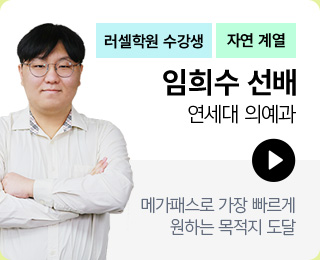 러셀학원 수강생
자연 계열
임희수 선배
연세대 의예과
메가패스로 가장 빠르게
원하는 목적지 도달